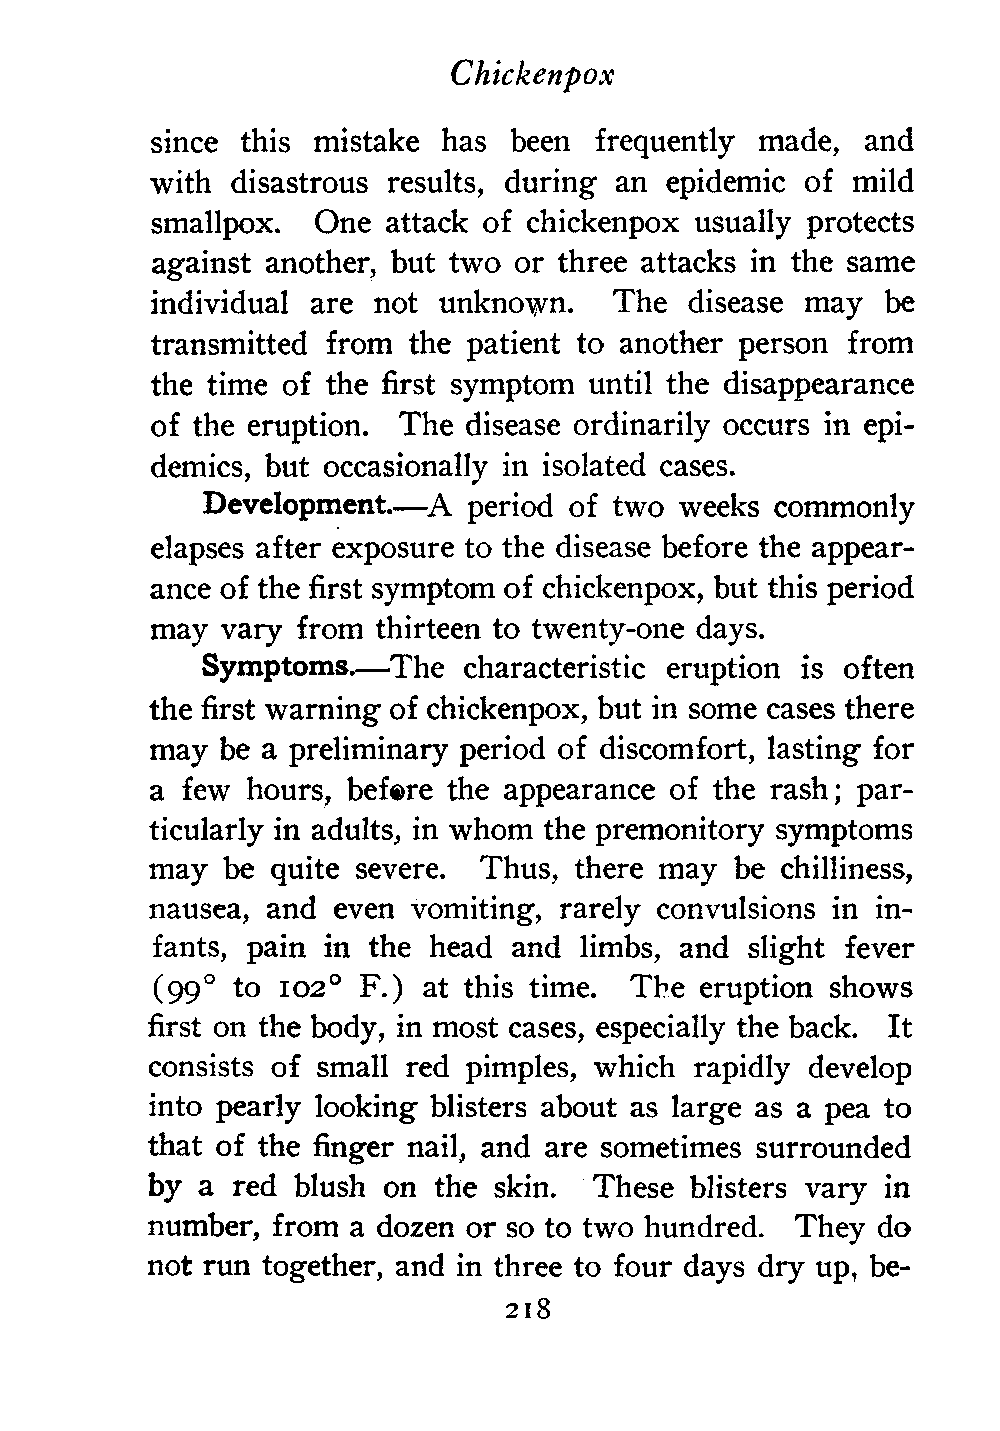 Chickenpox
since this mistake has been frequently made, and
with disastrous results, during an epidemic of mild
smallpox. One attack of chickenpox usually protects
against another, but two or three attacks in the same
individual are not unknown. The disease may be
transmitted from the patient to another person from
the time of the first symptom until the disappearance
of the eruption. The disease ordinarily occurs in epi-
demics, but occasionally in isolated cases.
Development.—A period of two weeks commonly
elapses after exposure to the disease before the appear-
ance of the first symptom of chickenpox, but this period
may vary from thirteen to twenty-one days.
Symptoms.—The characteristic eruption is often
the first warning of chickenpox, but in some cases there
may be a preliminary period of discomfort, lasting for
a few hours, before the appearance of the rash; par-
ticularly in adults, in whom the premonitory symptoms
may be quite severe. Thus, there may be chilliness,
nausea, and even vomiting, rarely convulsions in in-
fants, pain in the head and limbs, and slight fever
(99° to 102° F.) at this time. The eruption shows
first on the body, in most cases, especially the back. It
consists of small red pimples, which rapidly develop
into pearly looking blisters about as large as a pea to
that of the finger nail, and are sometimes surrounded
by a red blush on the skin. These blisters vary in
number, from a dozen or so to two hundred. They do
not run together, and in three to four days dry up, be-
218